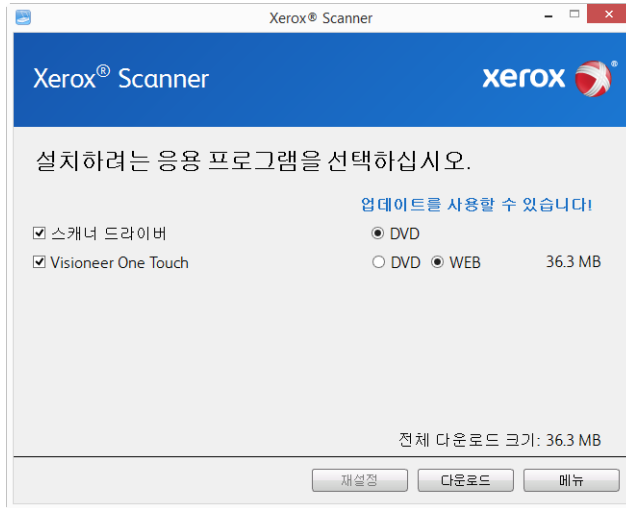 Xerox® Scanner
Xerox® Scanner
xerox®
설치하려는 응용 프로그램을 선택하십시오.
업데이트를 사용할 수 있습니다!
스캐너 드라이버 DVD
Visioneer One Touch DVD WEB 36.3 MB
전체 다운로드 크기: 36.3 MB
재설정 다운로드 메뉴